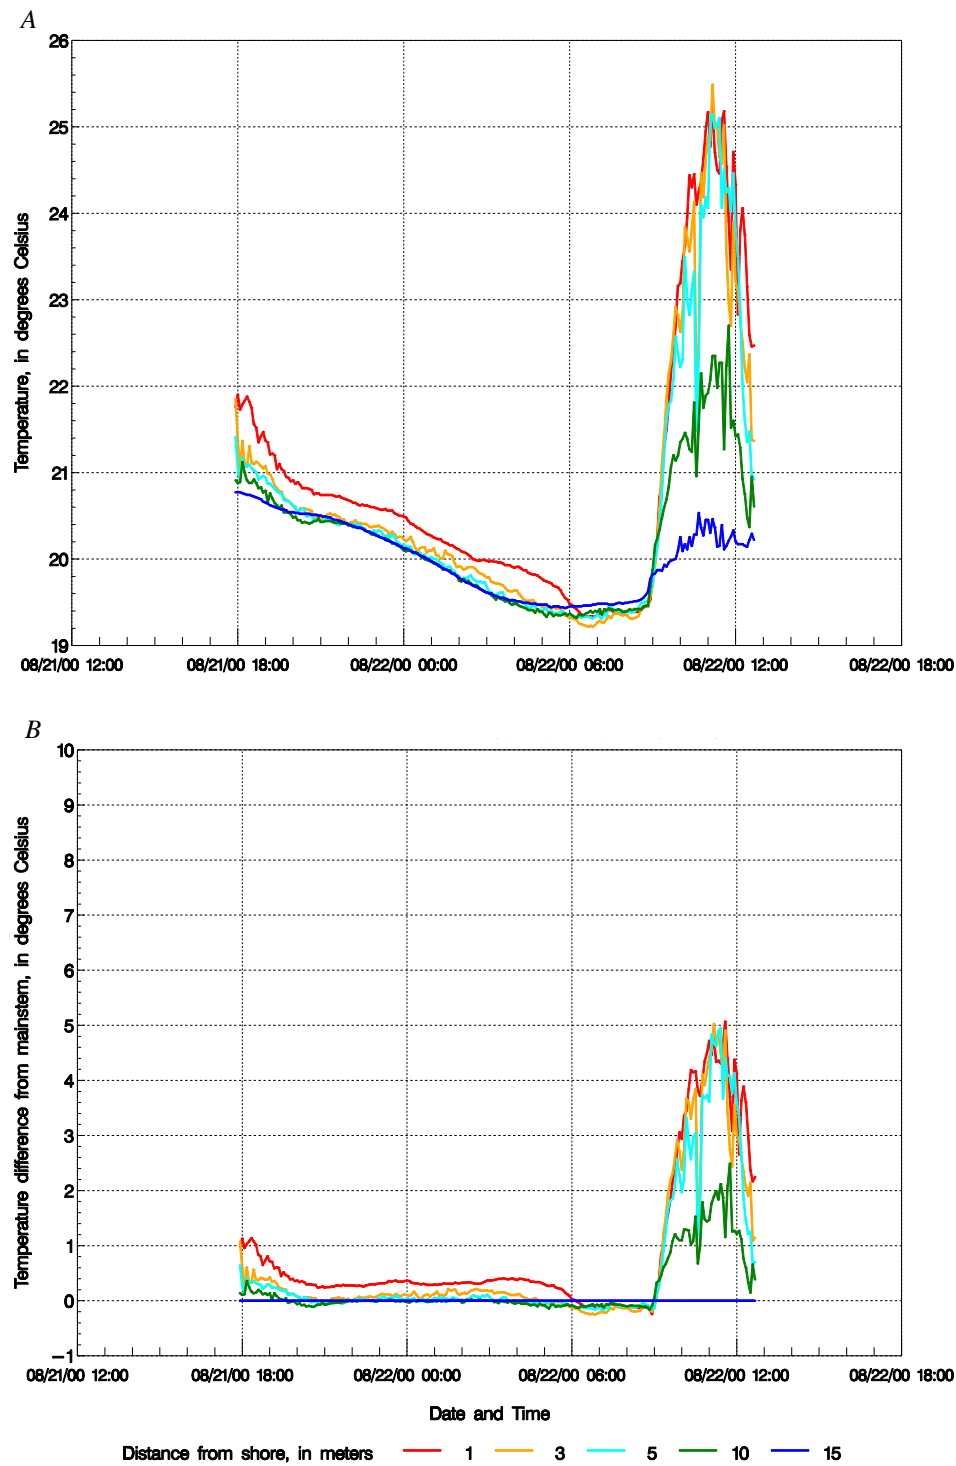 A
26
25
24
23
22
21
20
19
Temperature, in degrees Celsius
08/21/00 12:00 08/21/00 18:00 08/22/00 00:00 08/22/00 06:00 08/22/00 12:00 08/22/00 18:00
B
10
9
8
7
6
5
4
3
2
1
0
-1
Temperature difference from mainstem, in degrees Celsius
08/21/00 12:00 08/21/00 18:00 08/22/00 00:00 08/22/00 06:00 08/22/00 12:00 08/22/00 18:00
Date and Time
Distance from shore, in meters 1 3 5 10 15